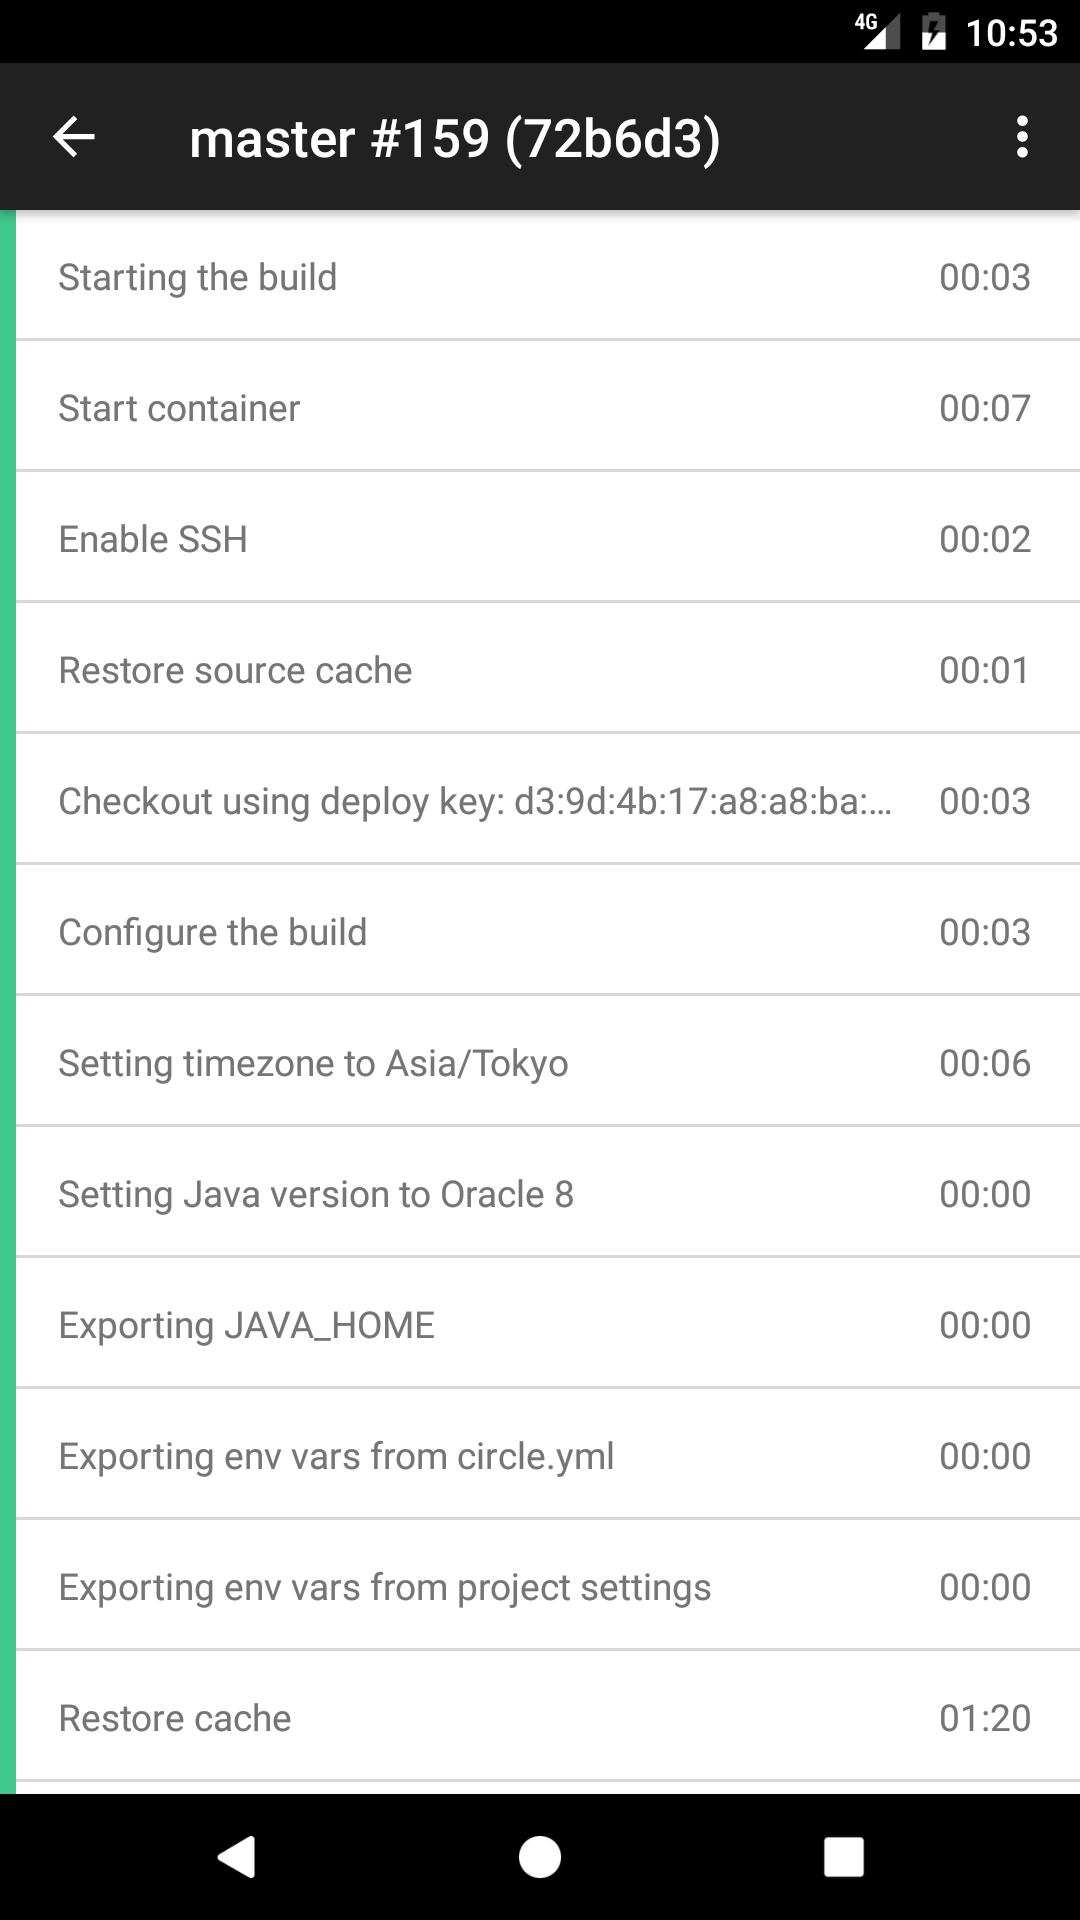 4G 10:53
master #159 (72b6d3)
Starting the build 00:03
Start container 00:07
Enable SSH 00:02
Restore source cache 00:01
Checkout using deploy key: d3:9d:4b:17:a8:a8:ba:… 00:03
Configure the build 00:03
Setting timezone to Asia/Tokyo 00:06
Setting Java version to Oracle 8 00:00
Exporting JAVA_HOME 00:00
Exporting env vars from circle.yml 00:00
Exporting env vars from project settings 00:00
Restore cache 01:20